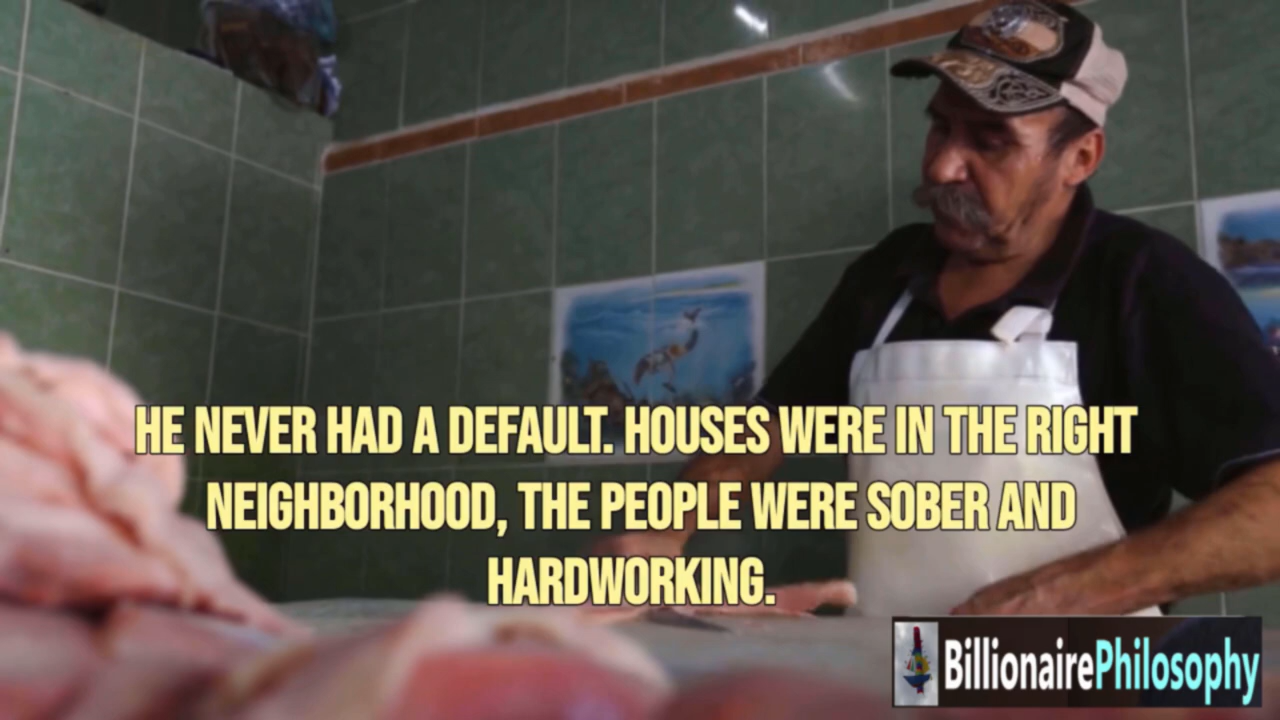 HE NEVER HAD A DEFAULT. HOUSES WERE IN THE RIGHT
NEIGHBORHOOD, THE PEOPLE WERE SOBER AND
HARDWORKING.
BillionairePhilosophy